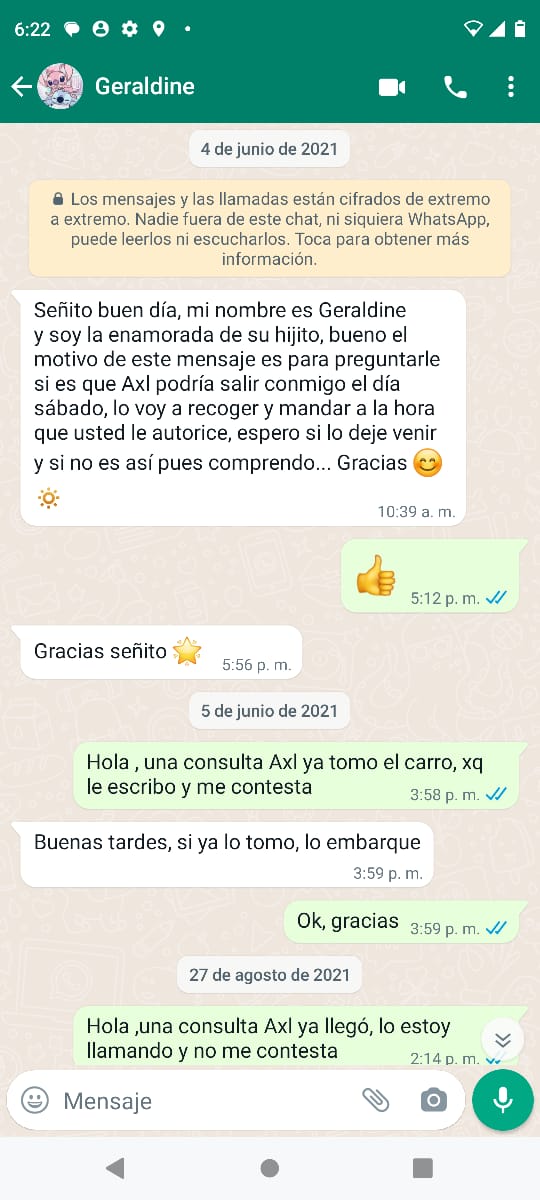 6:22
Geraldine
4 de junio de 2021
Los mensajes y las llamadas están cifrados de extremo
a extremo. Nadie fuera de este chat, ni siquiera WhatsApp,
puede leerlos ni escucharlos. Toca para obtener más
información.
Señito buen día, mi nombre es Geraldine
y soy la enamorada de su hijito, bueno el
motivo de este mensaje es para preguntarle
si es que Axl podría salir conmigo el día
sábado, lo voy a recoger y mandar a la hora
que usted le autorice, espero si lo deje venir
y si no es así pues comprendo... Gracias 😊
🔅
10:39 a. m.
👍 5:12 p. m.
Gracias señito 🌟
5:56 p. m.
5 de junio de 2021
Hola , una consulta Axl ya tomo el carro, xq
le escribo y me contesta
3:58 p. m.
Buenas tardes, si ya lo tomo, lo embarque
3:59 p. m.
Ok, gracias 3:59 p. m.
27 de agosto de 2021
Hola ,una consulta Axl ya llegó, lo estoy
llamando y no me contesta
2:14 p. m.
Mensaje